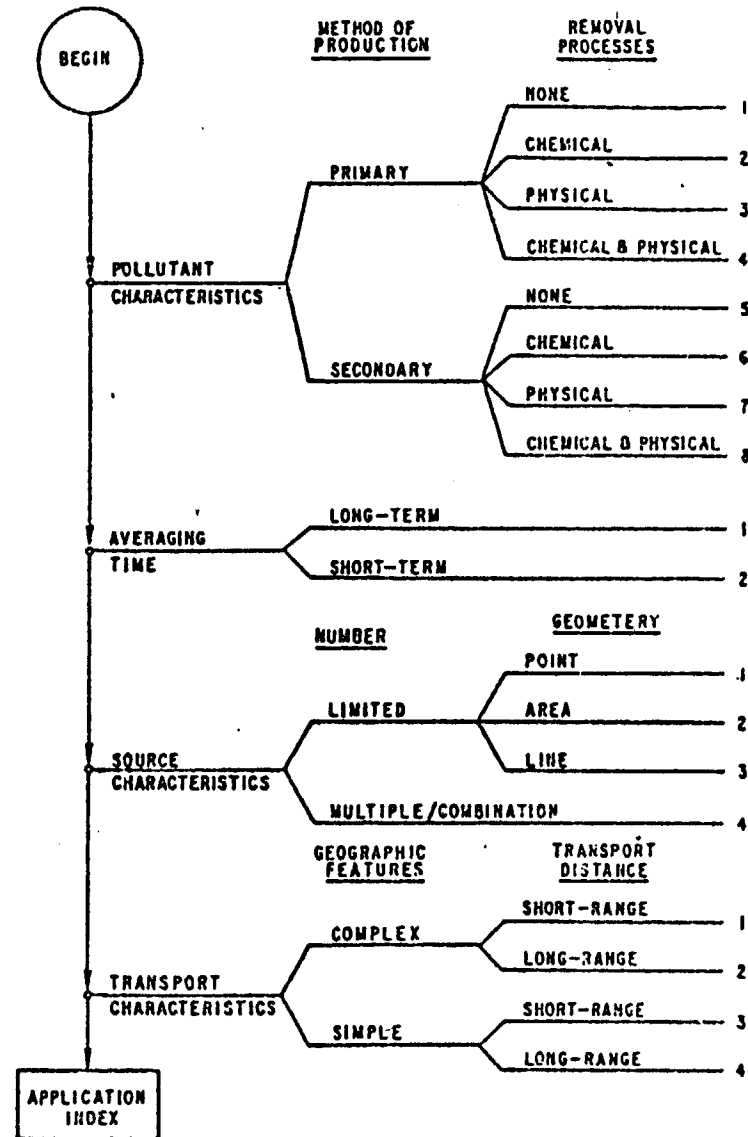 BEGIN
METHOD OF
PRODUCTION
REMOVAL
PROCESSES
NONE
1
CHEMICAL
2
PRIMARY
PHYSICAL
3
CHEMICAL & PHYSICAL
4
POLLUTANT
CHARACTERISTICS
NONE
5
CHEMICAL
6
SECONDARY
PHYSICAL
7
CHEMICAL & PHYSICAL
8
LONG-TERM
1
AVERAGING
TIME
SHORT-TERM
2
NUMBER
GEOMETERY
POINT
1
LIMITED
AREA
2
SOURCE
CHARACTERISTICS
LINE
3
MULTIPLE/COMBINATION
4
GEOGRAPHIC
FEATURES
TRANSPORT
DISTANCE
SHORT-RANGE
1
COMPLEX
LONG-RANGE
2
TRANSPORT
CHARACTERISTICS
SHORT-RANGE
3
SIMPLE
LONG-RANGE
4
APPLICATION
INDEX